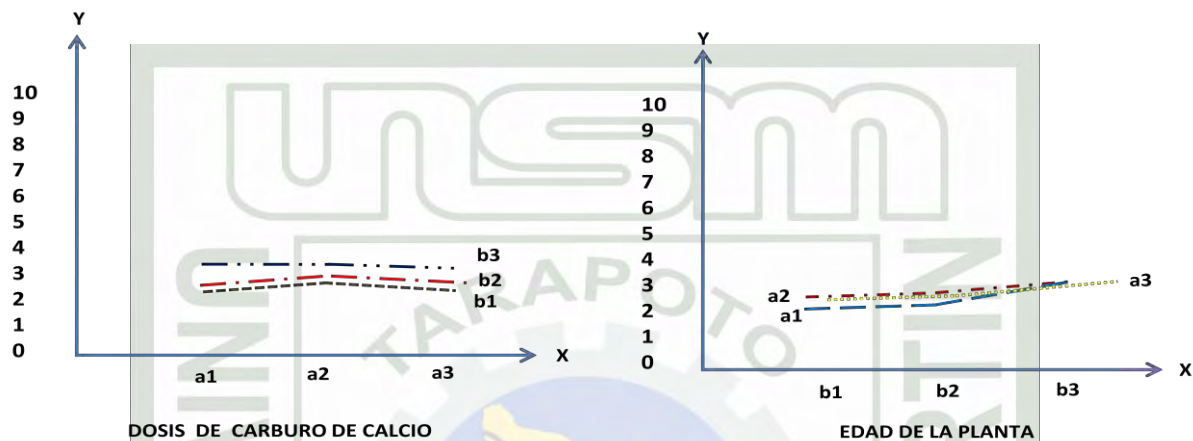 Y
10
9
8
7
6
5
4
3
2
1
0
b3
b2
b1
X
a1 a2 a3
DOSIS DE CARBURO DE CALCIO
Y
10
9
8
7
6
5
4
3
2
1
0
a2
a1
a3
X
b1 b2 b3
EDAD DE LA PLANTA
unsm
TARAPOTO